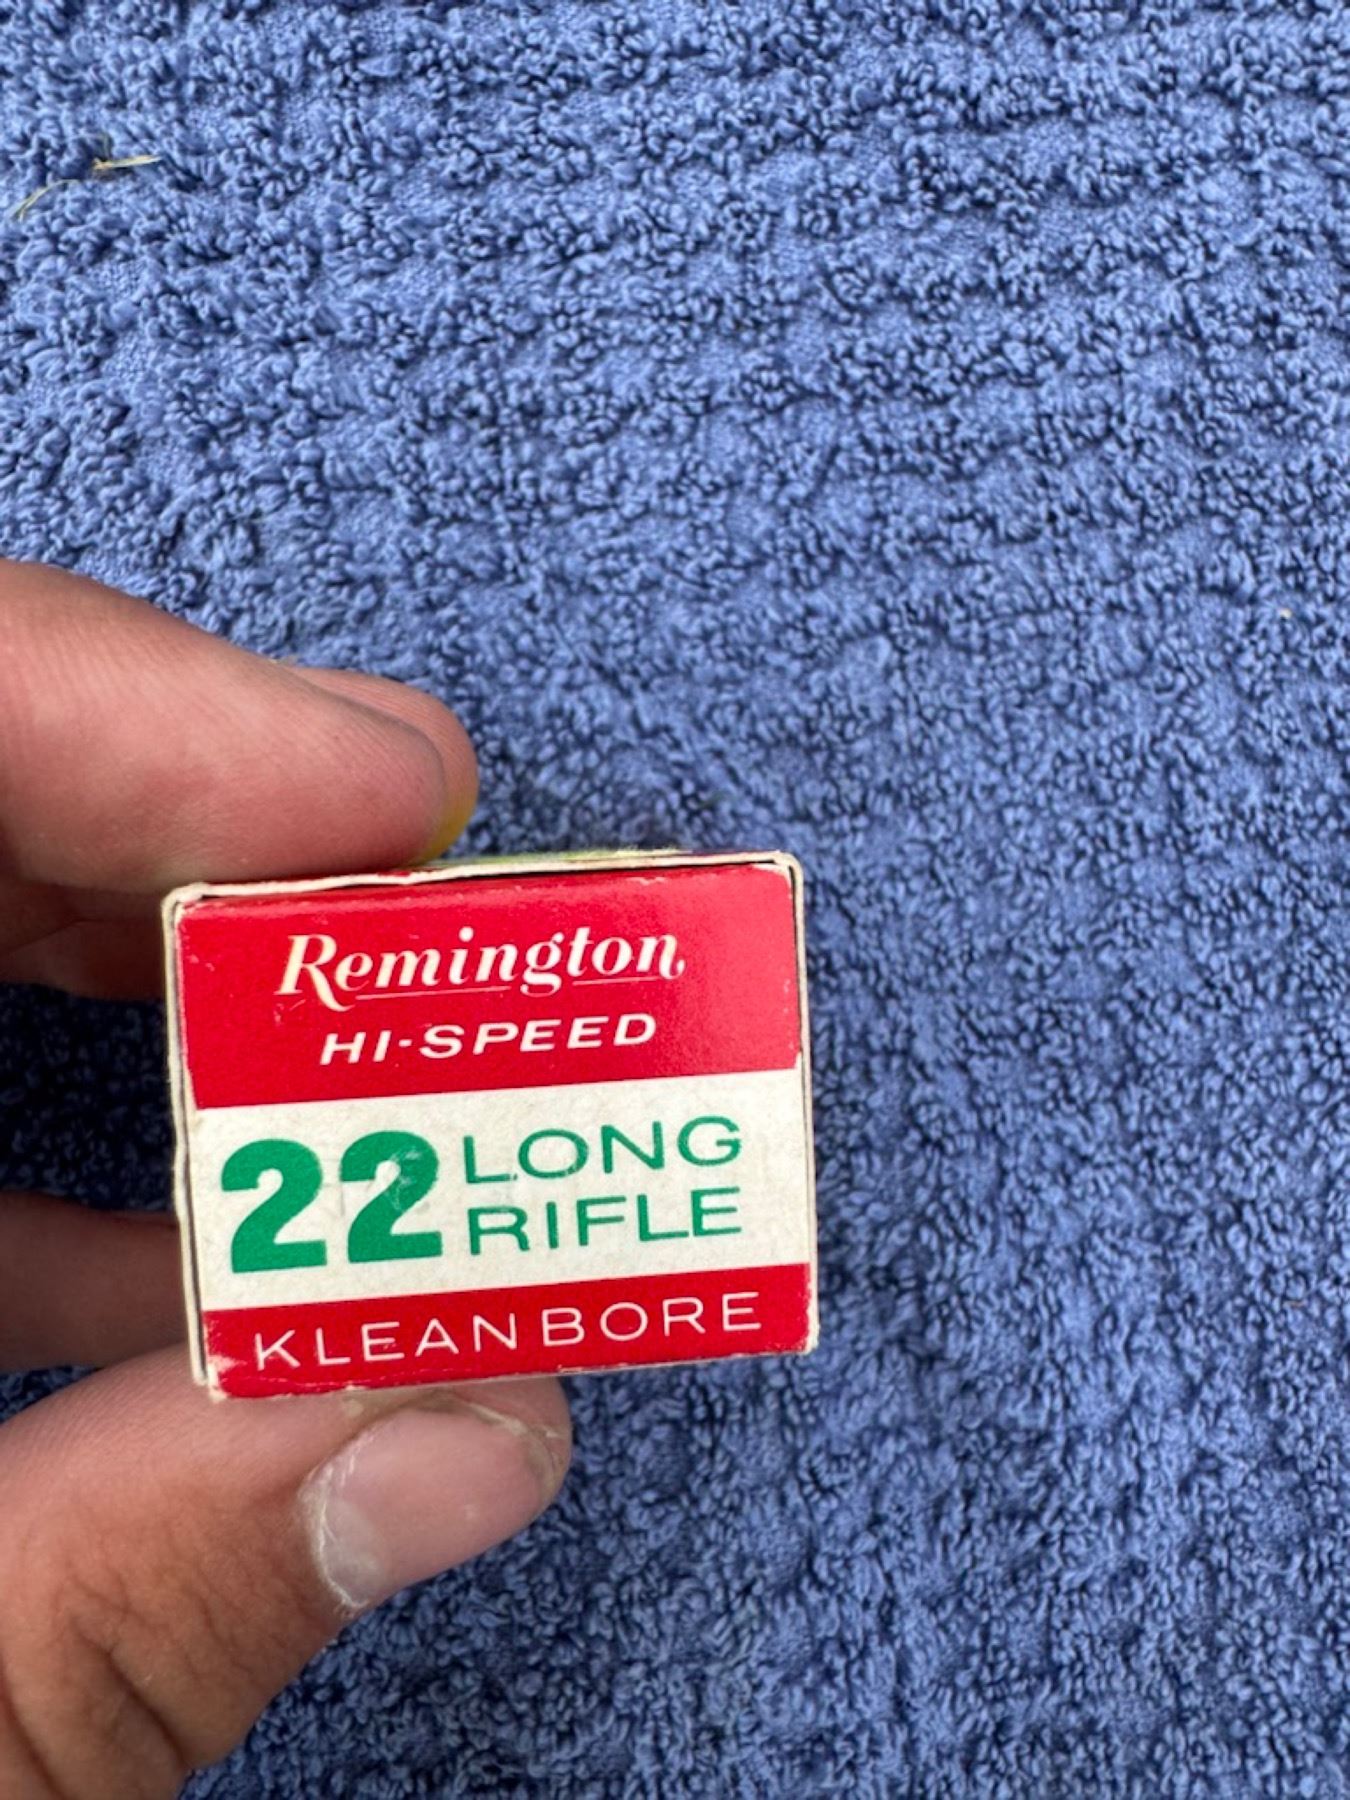 Remington
HI-SPEED
22 LONG
RIFLE
KLEANBORE